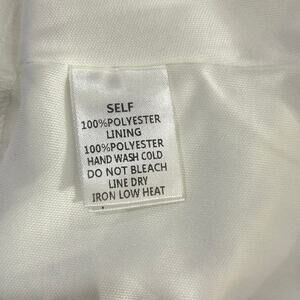 SELF
100%POLYESTER
LINING
100%POLYESTER
HAND WASH COLD
DO NOT BLEACH
LINE DRY
IRON LOW HEAT